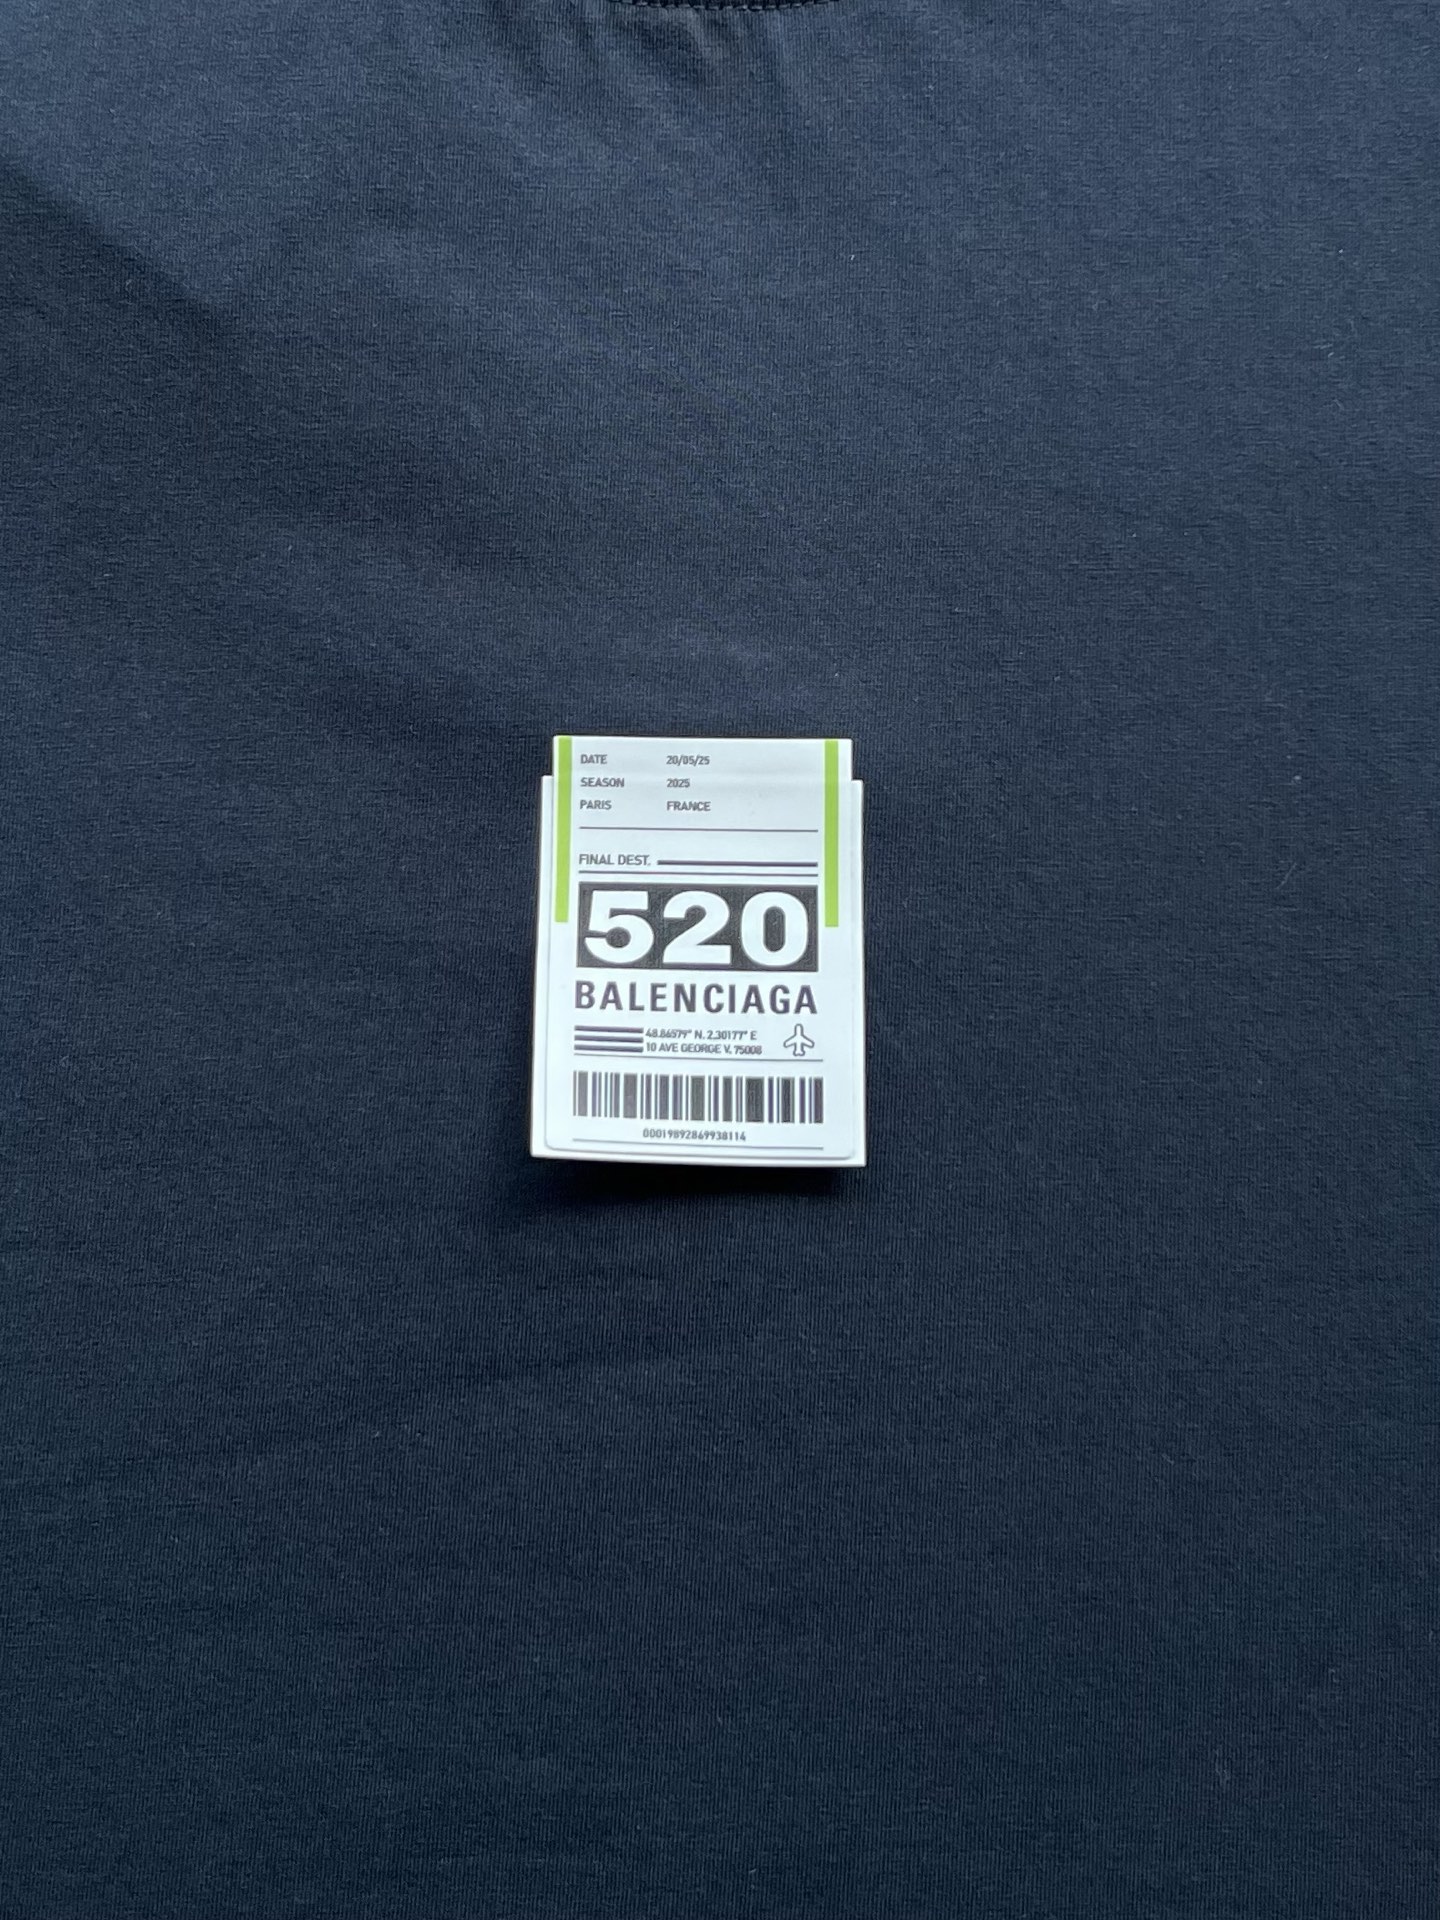 DATE 20/05/25
SEASON 2025
PARIS FRANCE
FINAL DEST.
520
BALENCIAGA
48.86579° N. 2.30177° E
10 AVE GEORGE V, 75008
00019892869938114